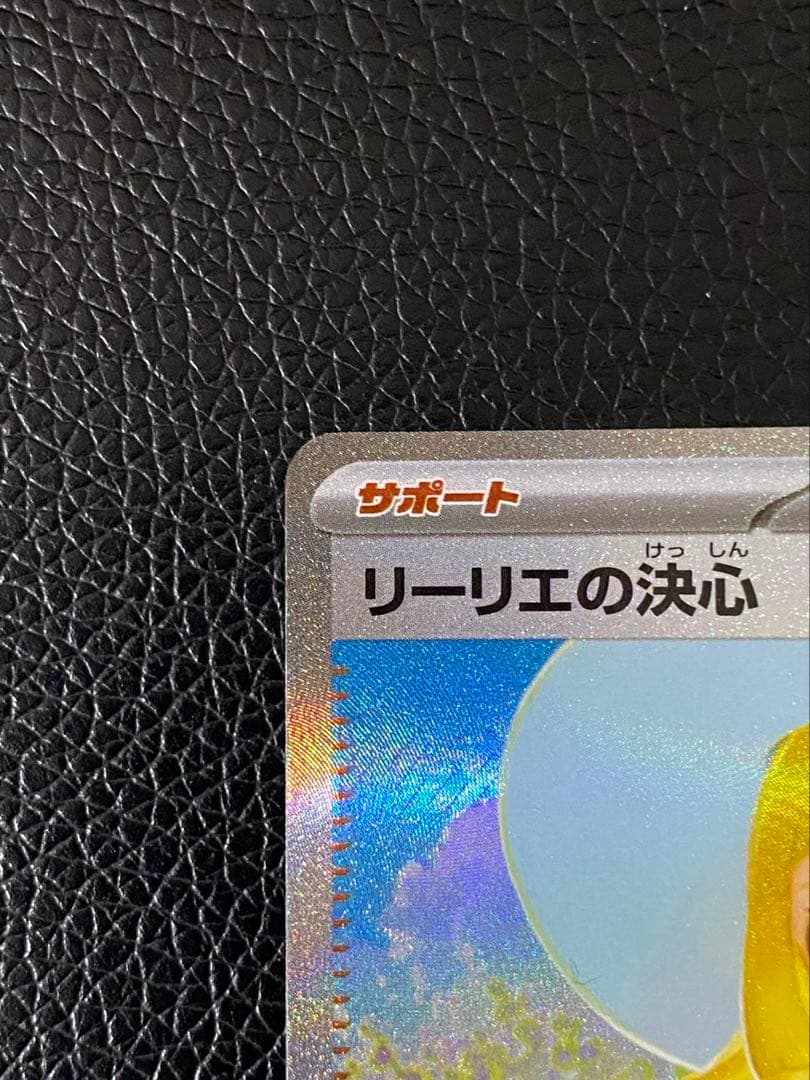 サポート
けっ しん
リーリエの決心